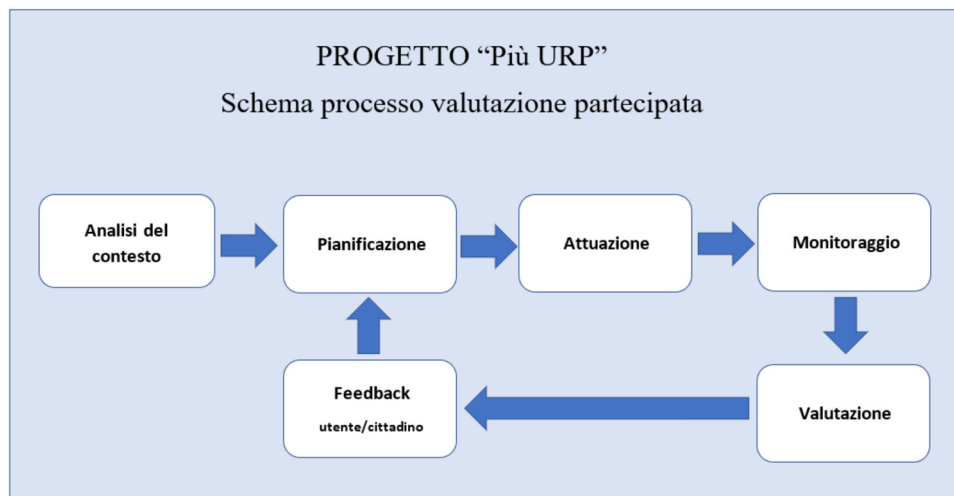 PROGETTO “Più URP”
Schema processo valutazione partecipata
Analisi del
contesto
Pianificazione
Attuazione
Monitoraggio
Feedback
utente/cittadino
Valutazione